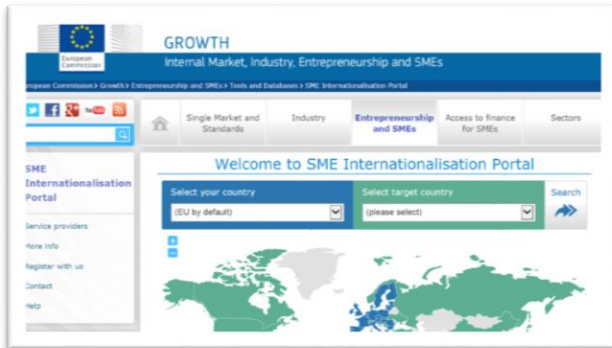 European
Commission
GROWTH
Internal Market, Industry, Entrepreneurship and SMEs
European Commission > Growth > Entrepreneurship and SMEs > Tools and Databases > SME Internationalisation Portal
Single Market and
Standards
Industry
Entrepreneurship
and SMEs
Access to finance
for SMEs
Sectors
SME
Internationalisation
Portal
Service providers
More info
Register with us
Contact
Help
Welcome to SME Internationalisation Portal
Select your country
(EU by default)
Select target country
(please select)
Search